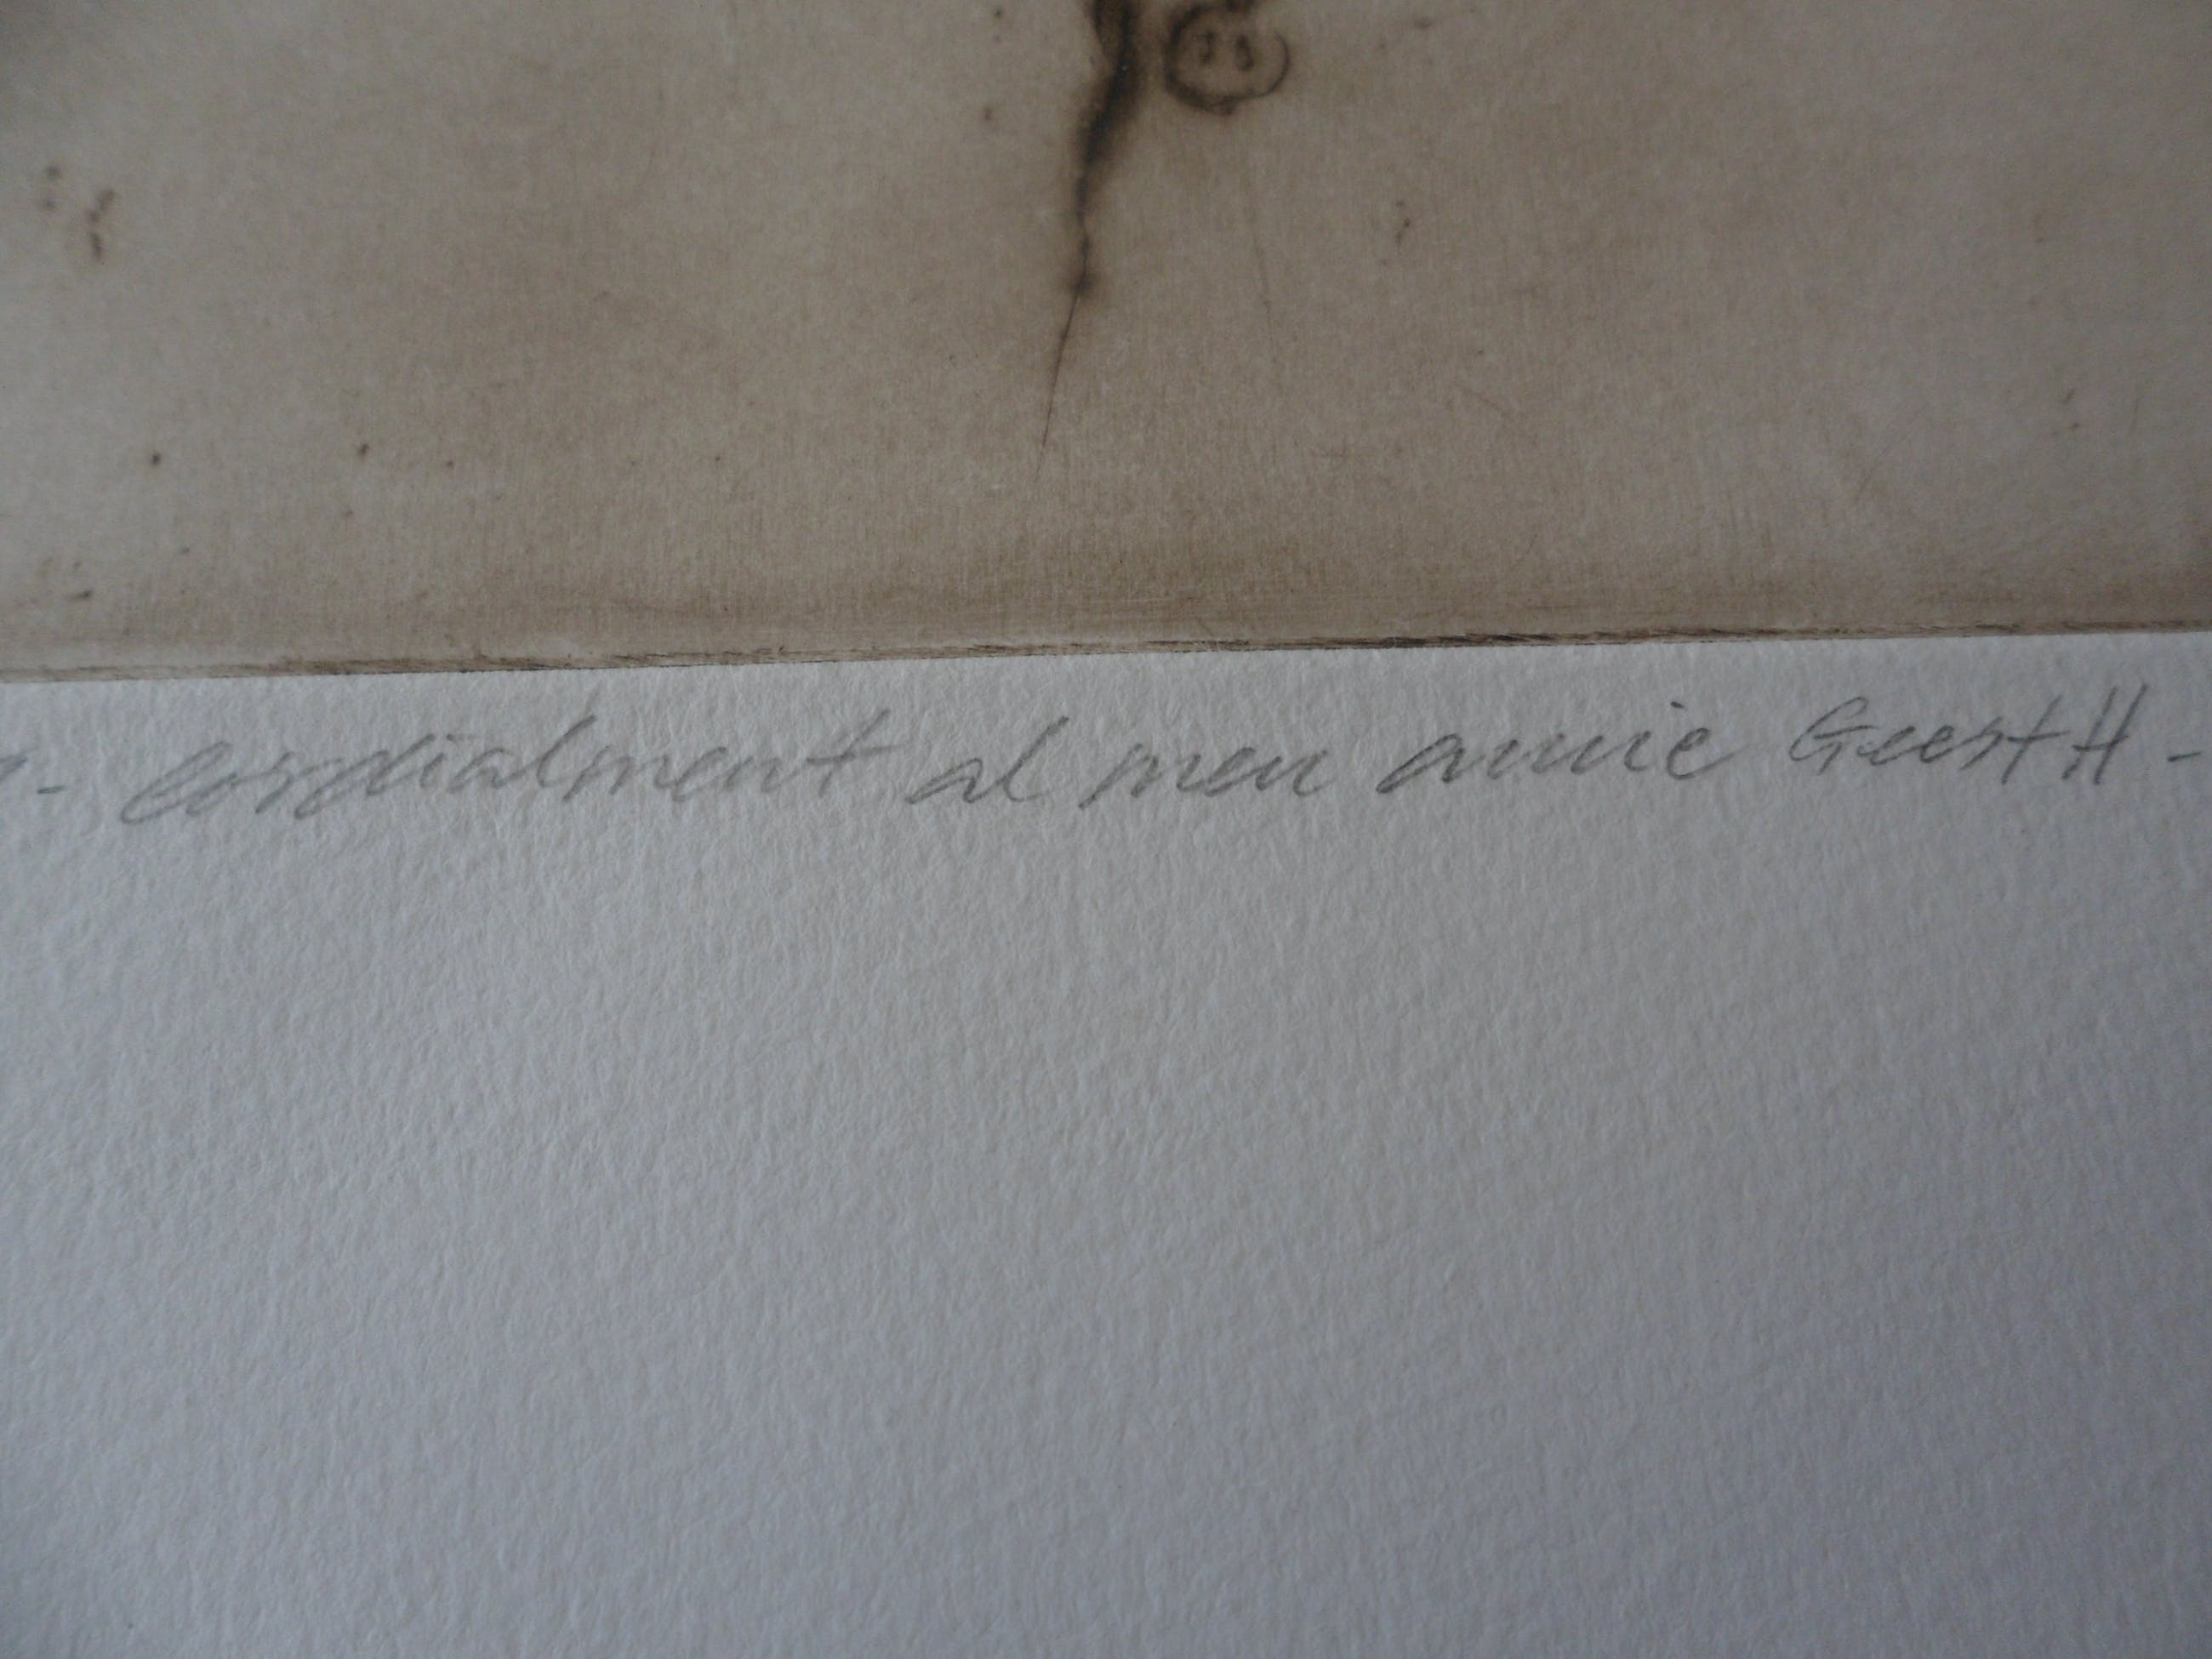 - Cordialment al meu amic Geert H -